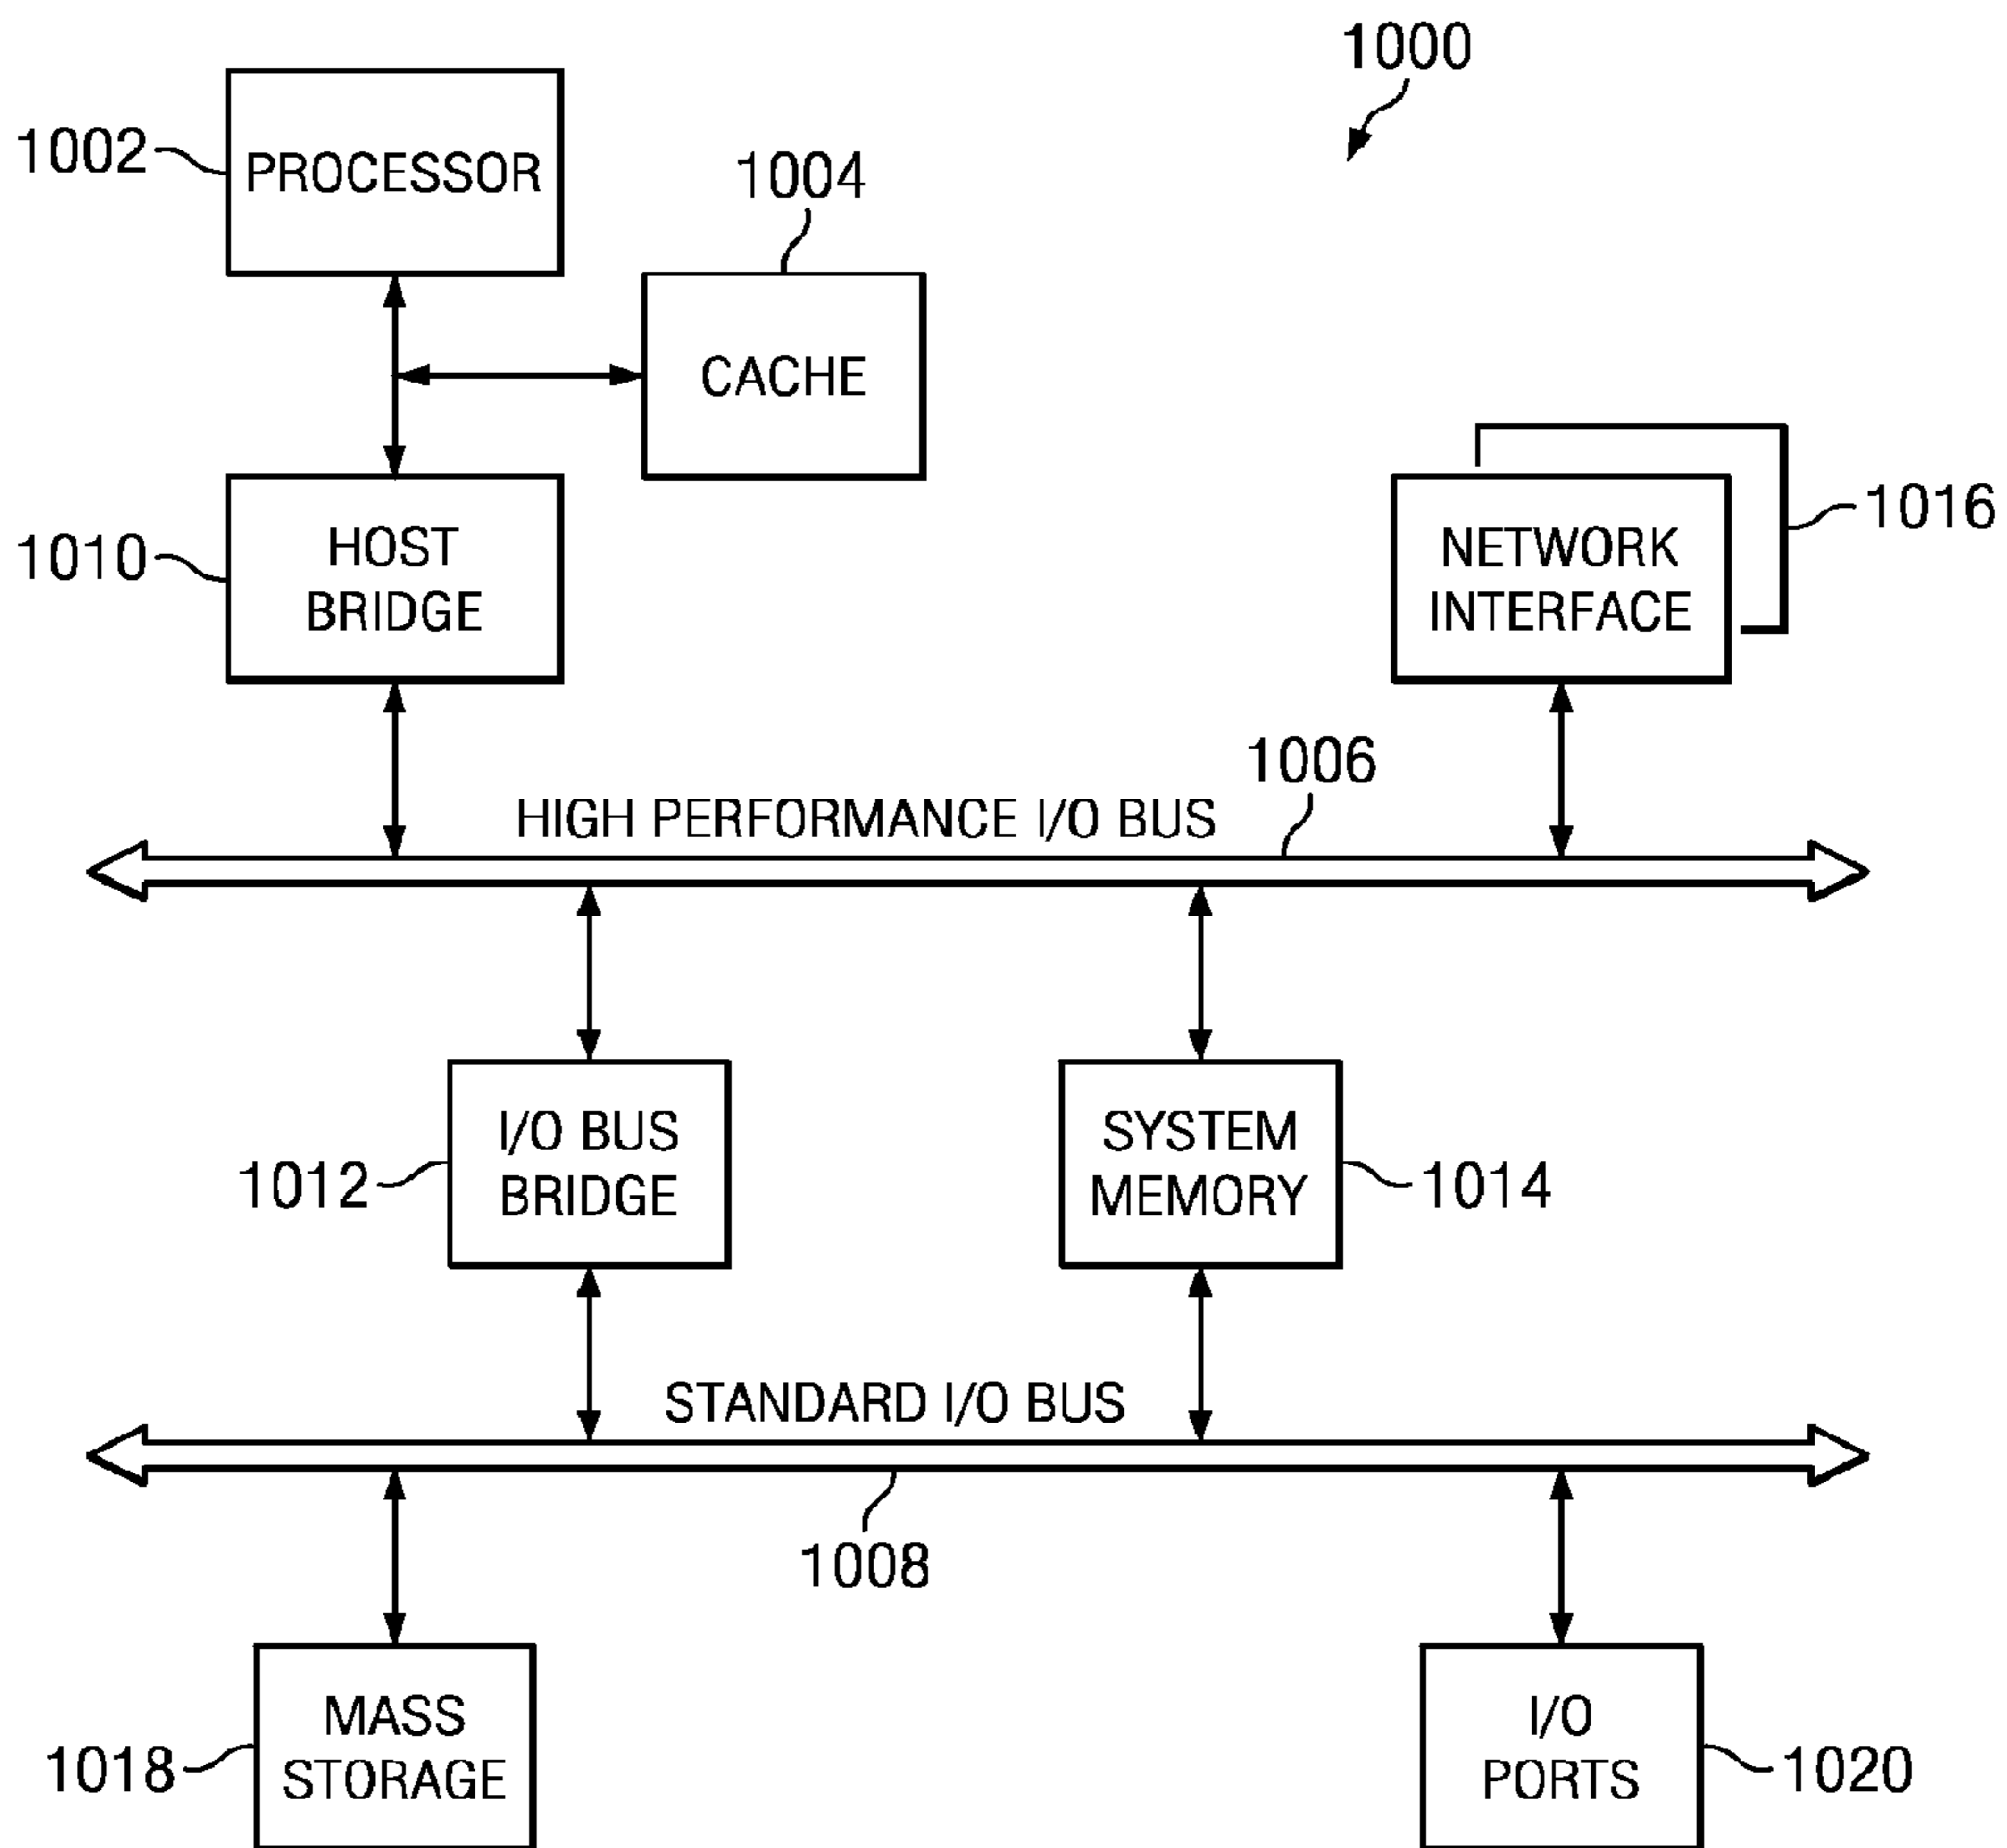 1000
1002
PROCESSOR
1004
CACHE
1010
HOST
BRIDGE
NETWORK
INTERFACE
1016
1006
HIGH PERFORMANCE I/O BUS
I/O BUS
BRIDGE
1012
SYSTEM
MEMORY
1014
STANDARD I/O BUS
1008
MASS
STORAGE
1018
I/O
PORTS
1020